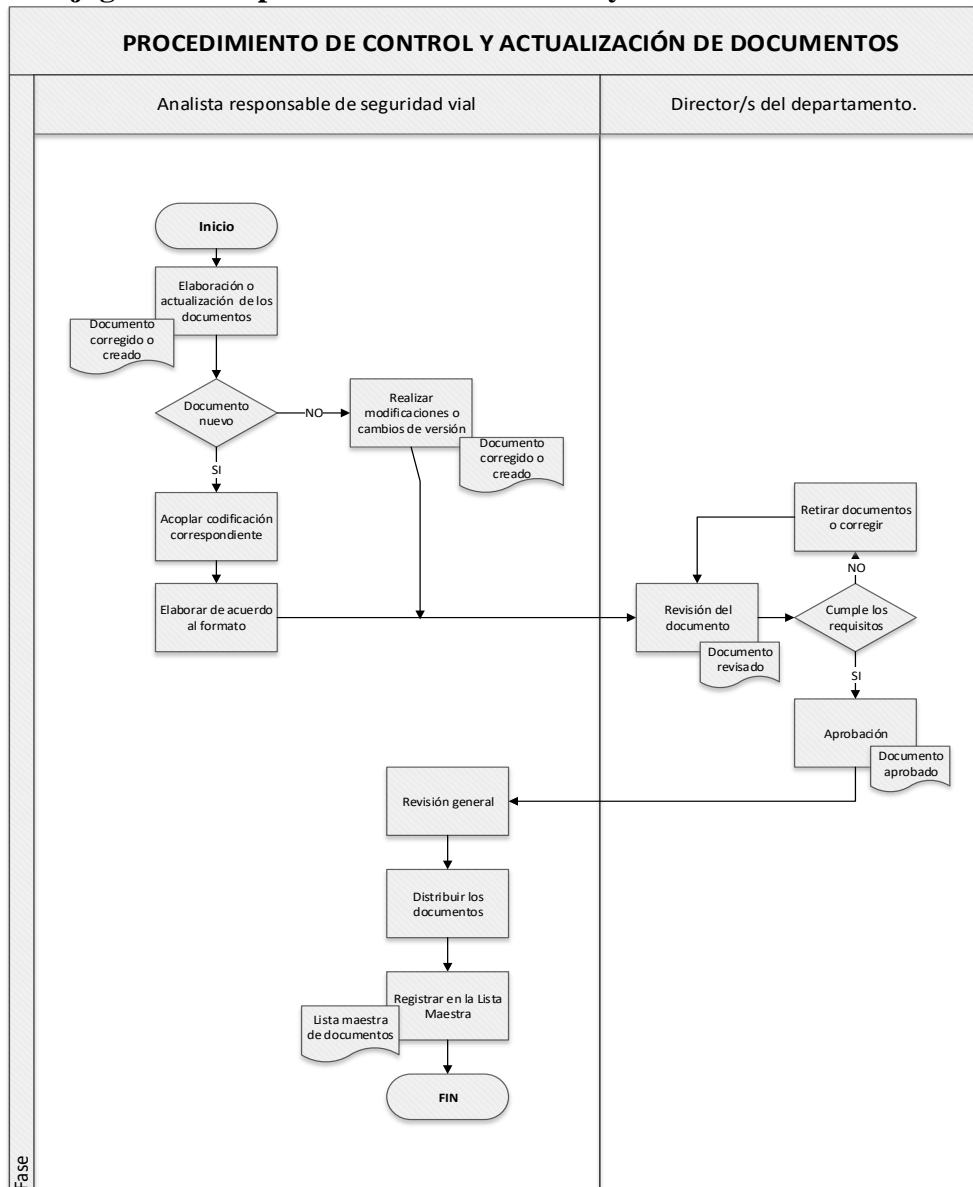 PROCEDIMIENTO DE CONTROL Y ACTUALIZACIÓN DE DOCUMENTOS
Analista responsable de seguridad vial
Director/s del departamento.
Inicio
Elaboración o
actualización de los
documentos
Documento
corregido o
creado
Documento
nuevo
NO
Realizar
modificaciones o
cambios de versión
Documento
corregido o
creado
SI
Acoplar codificación
correspondiente
Elaborar de acuerdo
al formato
Retirar documentos
o corregir
NO
Revisión del
documento
Documento
revisado
Cumple los
requisitos
SI
Aprobación
Documento
aprobado
Revisión general
Distribuir los
documentos
Registrar en la Lista
Maestra
Lista maestra
de documentos
FIN
Fase